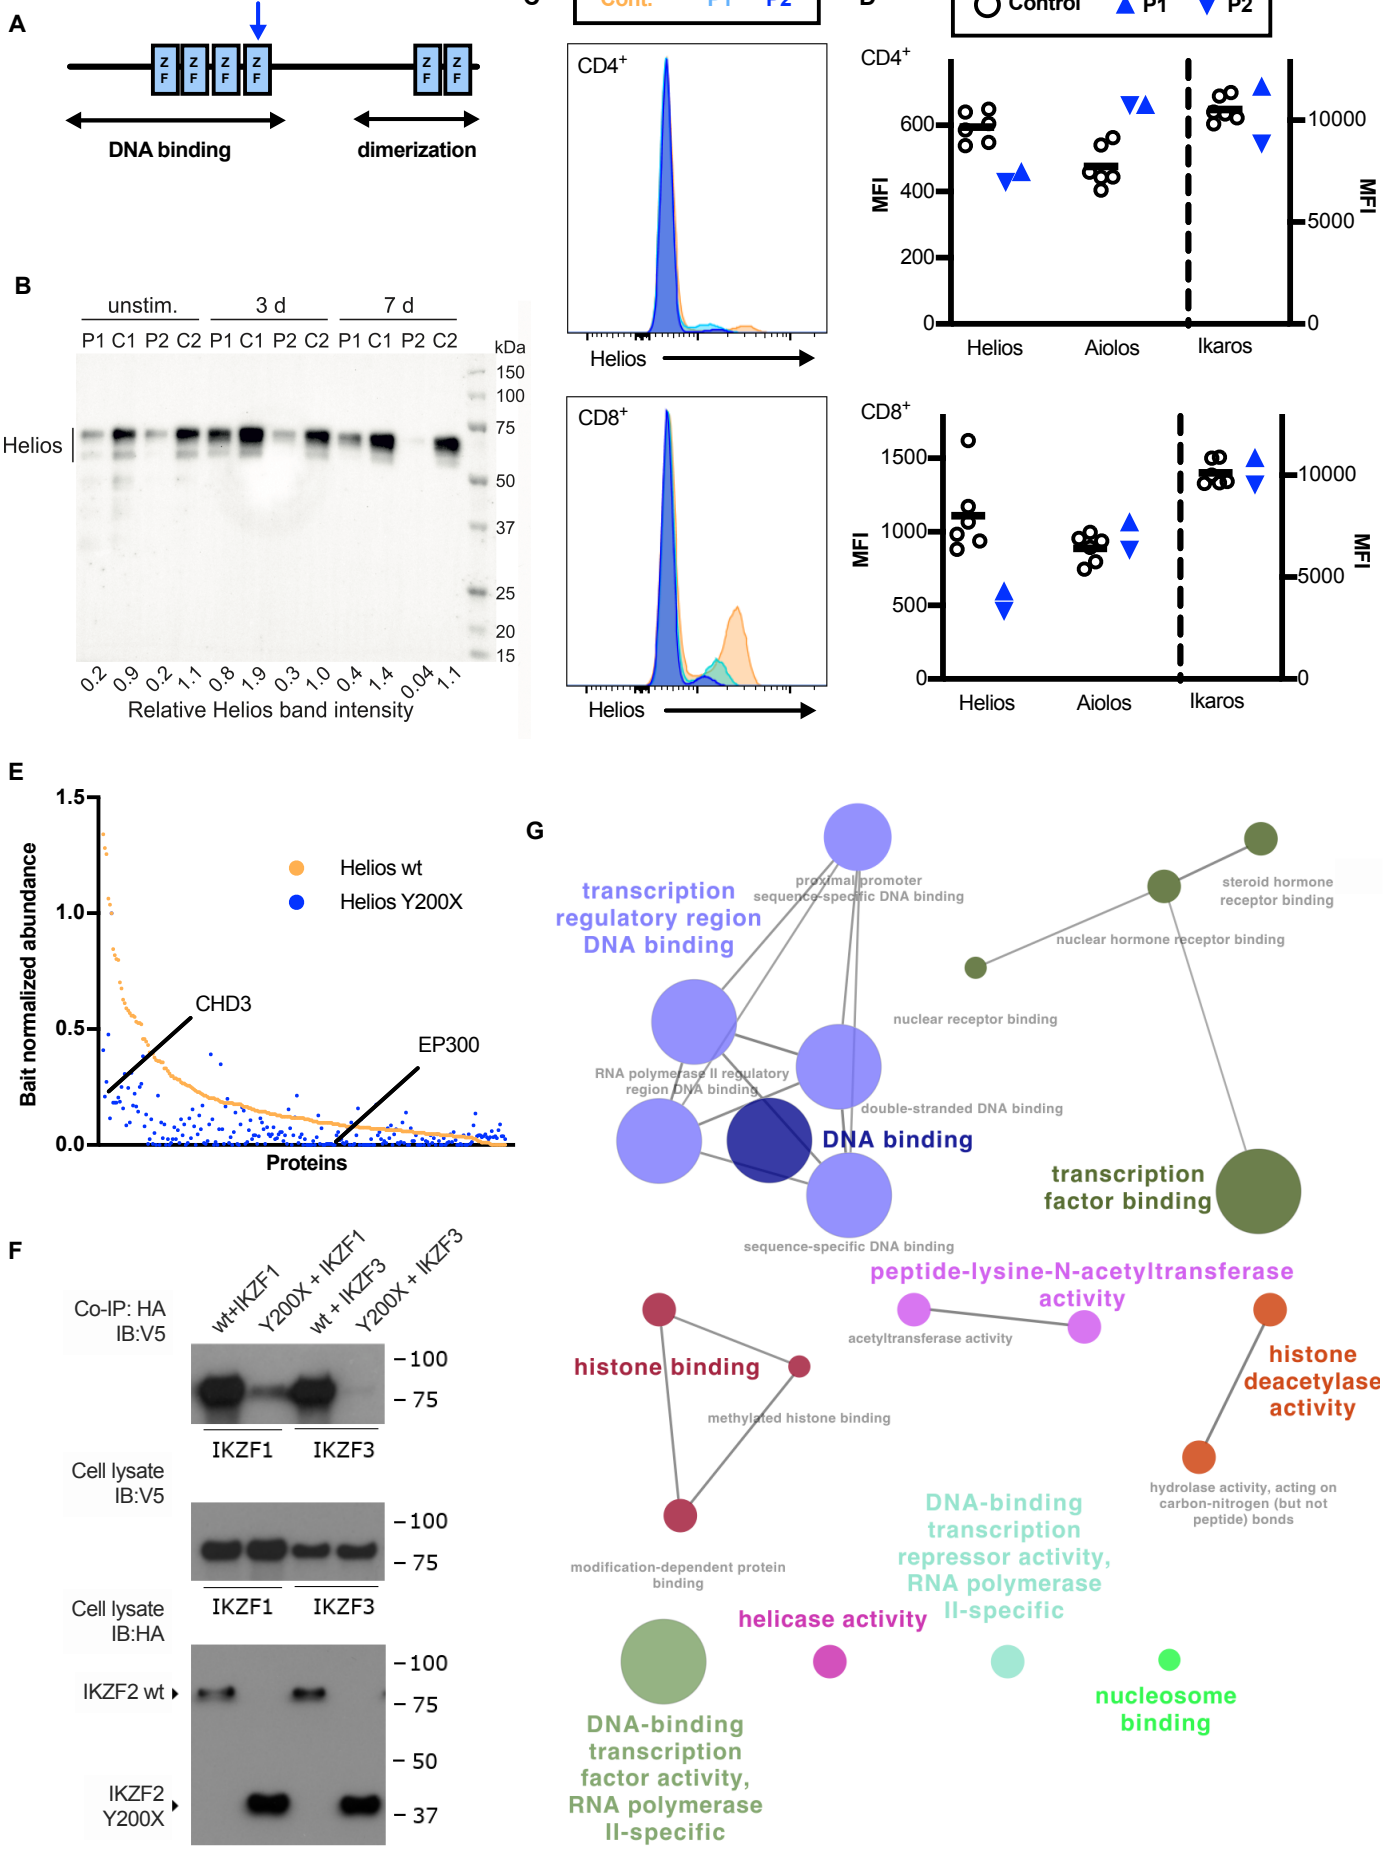 A
Z F Z F Z F Z F Z F Z F
DNA binding
dimerization
B
unstim. 3 d 7 d
P1 C1 P2 C2 P1 C1 P2 C2 P1 C1 P2 C2
kDa
150
100
75
Helios
50
37
25
20
15
0.2 0.9 0.2 1.1 0.8 1.9 0.3 1.0 0.4 1.4 0.04 1.1
Relative Helios band intensity
Cont. P1 P2
CD4+
Helios
CD8+
Helios
Control P1 P2
CD4+
600
400
200
0
MFI
10000
5000
0
MFI
Helios Aiolos Ikaros
CD8+
1500
1000
500
0
MFI
10000
5000
0
MFI
Helios Aiolos Ikaros
E
1.5
1.0
0.5
0.0
Bait normalized abundance
Helios wt
Helios Y200X
CHD3
EP300
Proteins
F
wt+IKZF1
Y200X + IKZF1
wt + IKZF3
Y200X + IKZF3
Co-IP: HA
IB:V5
100
75
IKZF1 IKZF3
Cell lysate
IB:V5
100
75
IKZF1 IKZF3
Cell lysate
IB:HA
100
IKZF2 wt
75
50
IKZF2
Y200X
37
G
proximal promoter
sequence-specific DNA binding
transcription
regulatory region
DNA binding
RNA polymerase II regulatory
region DNA binding
double-stranded DNA binding
DNA binding
sequence-specific DNA binding
steroid hormone
receptor binding
nuclear hormone receptor binding
nuclear receptor binding
transcription
factor binding
peptide-lysine-N-acetyltransferase
activity
acetyltransferase activity
histone binding
methylated histone binding
modification-dependent protein
binding
histone
deacetylase
activity
hydrolase activity, acting on
carbon-nitrogen (but not
peptide) bonds
DNA-binding
transcription
repressor activity,
RNA polymerase
II-specific
helicase activity
nucleosome
binding
DNA-binding
transcription
factor activity,
RNA polymerase
II-specific